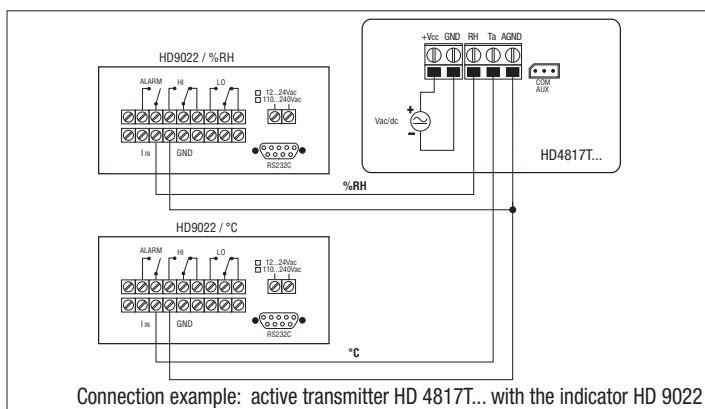 HD9022 / %RH
ALARM HI LO
12...24Vac
110...240Vac
I IN GND
RS232C
+Vcc GND RH Ta AGND
COM
AUX
+
Vac/dc
-
HD4817T...
%RH
HD9022 / °C
ALARM HI LO
12...24Vac
110...240Vac
I IN GND
RS232C
°C
Connection example: active transmitter HD 4817T... with the indicator HD 9022